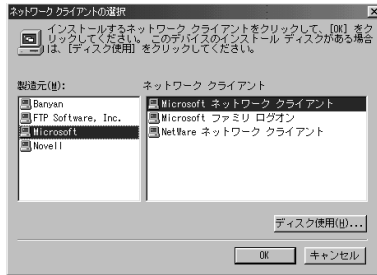 ネットワーク クライアントの選択
インストールするネットワーク クライアントをクリックして、[OK] をク
リックしてください。 このデバイスのインストール ディスクがある場合
は、[ディスク使用] をクリックしてください。
製造元(M):
ネットワーク クライアント
Banyan
FTP Software, Inc.
Microsoft
Novell
Microsoft ネットワーク クライアント
Microsoft ファミリ ログオン
NetWare ネットワーク クライアント
ディスク使用(H)...
OK
キャンセル